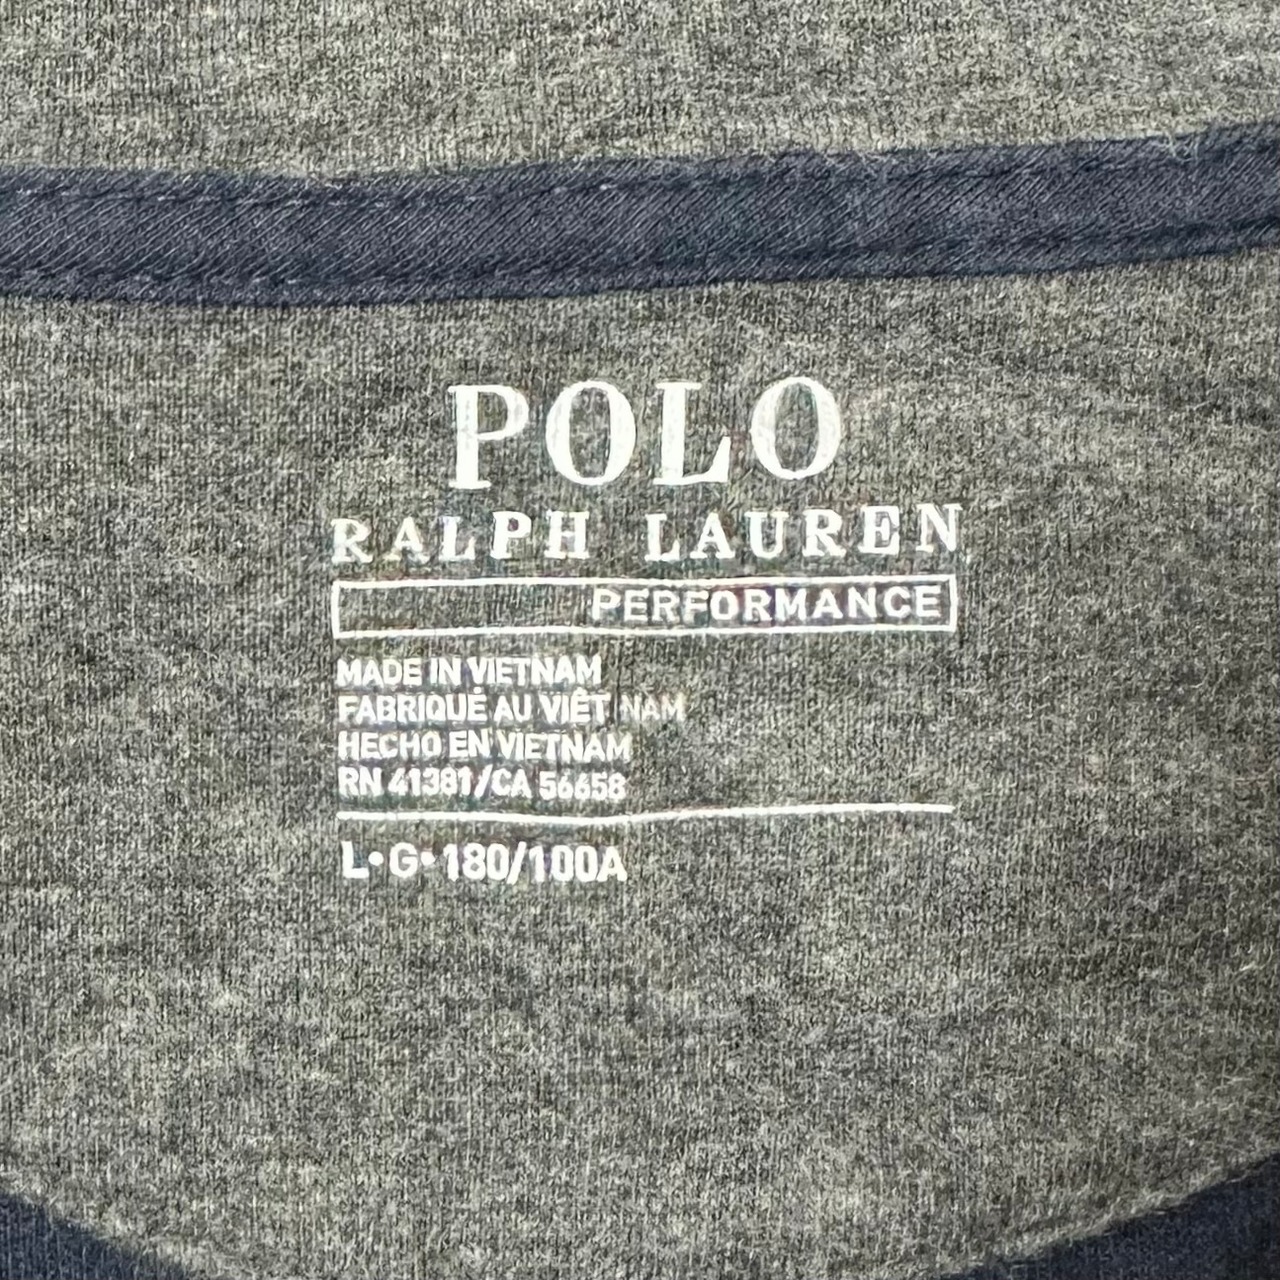 POLO
RALPH LAUREN
PERFORMANCE
MADE IN VIETNAM
FABRIQUÉ AU VIÊT NAM
HECHO EN VIETNAM
RN 41381/CA 56658
L•G•180/100A